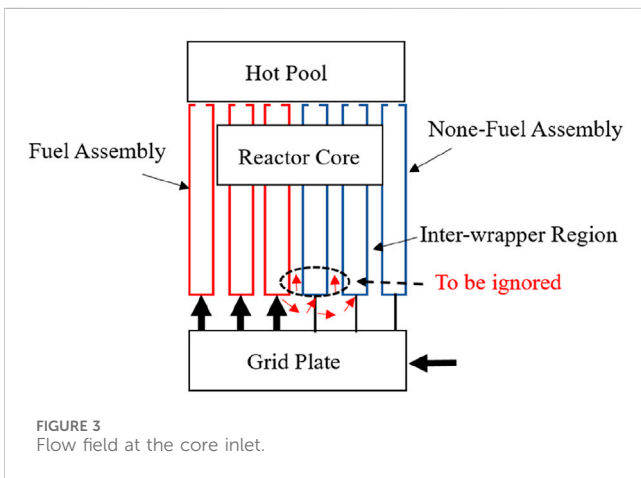 Hot Pool
Fuel Assembly
Reactor Core
None-Fuel Assembly
Inter-wrapper Region
To be ignored
Grid Plate
FIGURE 3
Flow field at the core inlet.